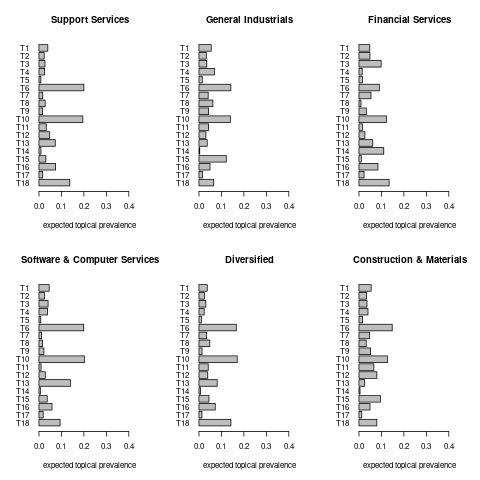 Support Services
T1
T2
T3
T4
T5
T6
T7
T8
T9
T10
T11
T12
T13
T14
T15
T16
T17
T18
0.0 0.1 0.2 0.3 0.4
expected topical prevalence
General Industrials
T1
T2
T3
T4
T5
T6
T7
T8
T9
T10
T11
T12
T13
T14
T15
T16
T17
T18
0.0 0.1 0.2 0.3 0.4
expected topical prevalence
Financial Services
T1
T2
T3
T4
T5
T6
T7
T8
T9
T10
T11
T12
T13
T14
T15
T16
T17
T18
0.0 0.1 0.2 0.3 0.4
expected topical prevalence
Software & Computer Services
T1
T2
T3
T4
T5
T6
T7
T8
T9
T10
T11
T12
T13
T14
T15
T16
T17
T18
0.0 0.1 0.2 0.3 0.4
expected topical prevalence
Diversified
T1
T2
T3
T4
T5
T6
T7
T8
T9
T10
T11
T12
T13
T14
T15
T16
T17
T18
0.0 0.1 0.2 0.3 0.4
expected topical prevalence
Construction & Materials
T1
T2
T3
T4
T5
T6
T7
T8
T9
T10
T11
T12
T13
T14
T15
T16
T17
T18
0.0 0.1 0.2 0.3 0.4
expected topical prevalence